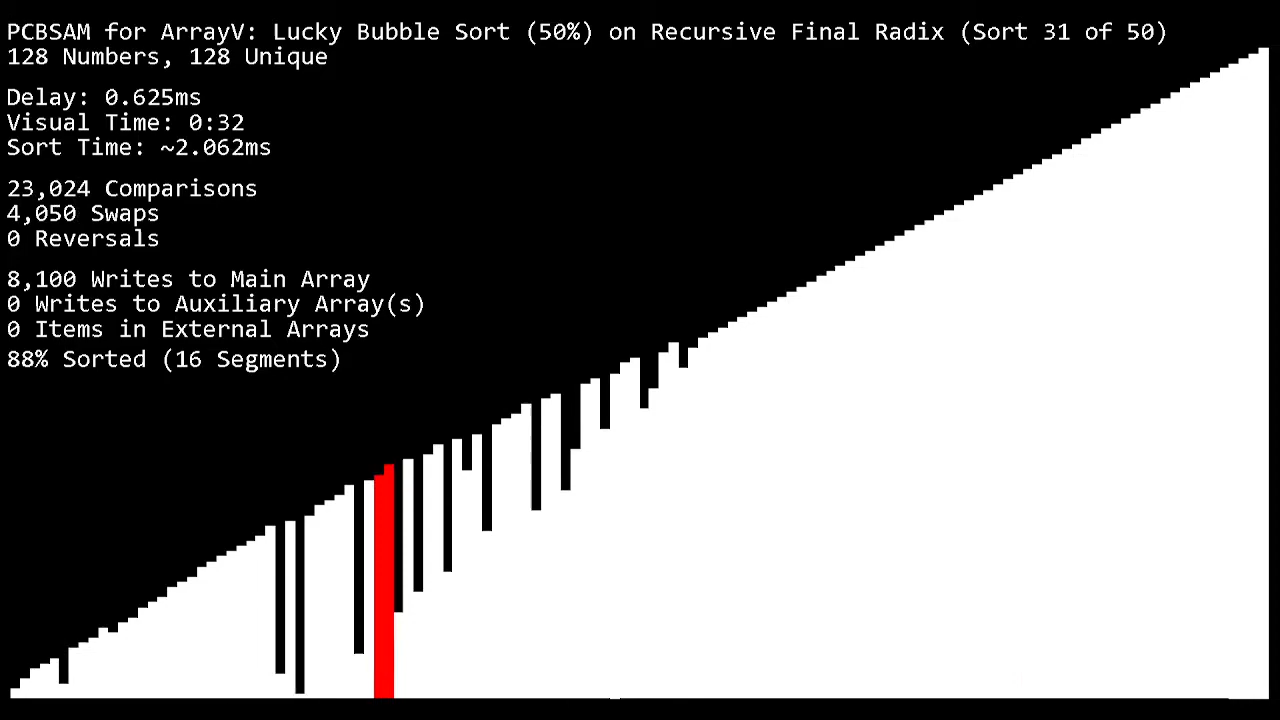 PCBSAM for ArrayV: Lucky Bubble Sort (50%) on Recursive Final Radix (Sort 31 of 50)
128 Numbers, 128 Unique
Delay: 0.625ms
Visual Time: 0:32
Sort Time: ~2.062ms
23,024 Comparisons
4,050 Swaps
0 Reversals
8,100 Writes to Main Array
0 Writes to Auxiliary Array(s)
0 Items in External Arrays
88% Sorted (16 Segments)